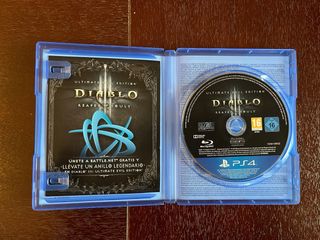 ULTIMATE EVIL EDITION
DIABLO
REAPER OF SOULS
ÚNETE A BATTLE.NET GRATIS Y
LLÉVATE UN ANILLO LEGENDARIO
EN DIABLO III: ULTIMATE EVIL EDITION
ULTIMATE EVIL EDITION
DIABLO
REAPER OF SOULS
16
PS4